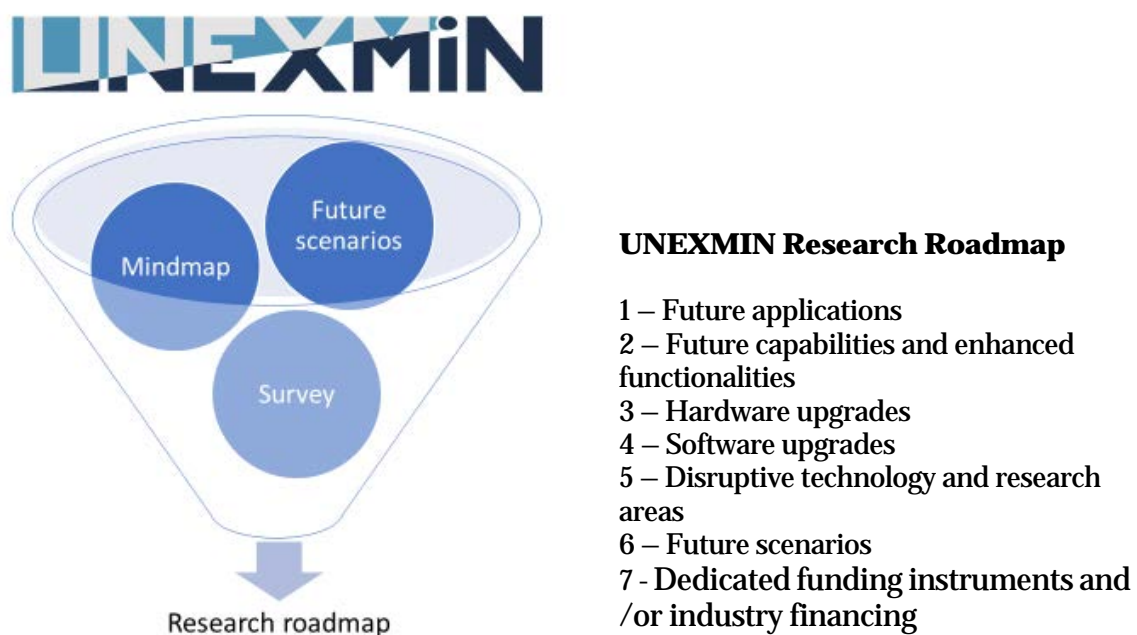 UNEXMiN
Future
scenarios
Mindmap
Survey
Research roadmap
UNEXMIN Research Roadmap
1 – Future applications
2 – Future capabilities and enhanced
functionalities
3 – Hardware upgrades
4 – Software upgrades
5 – Disruptive technology and research
areas
6 – Future scenarios
7 - Dedicated funding instruments and
/or industry financing